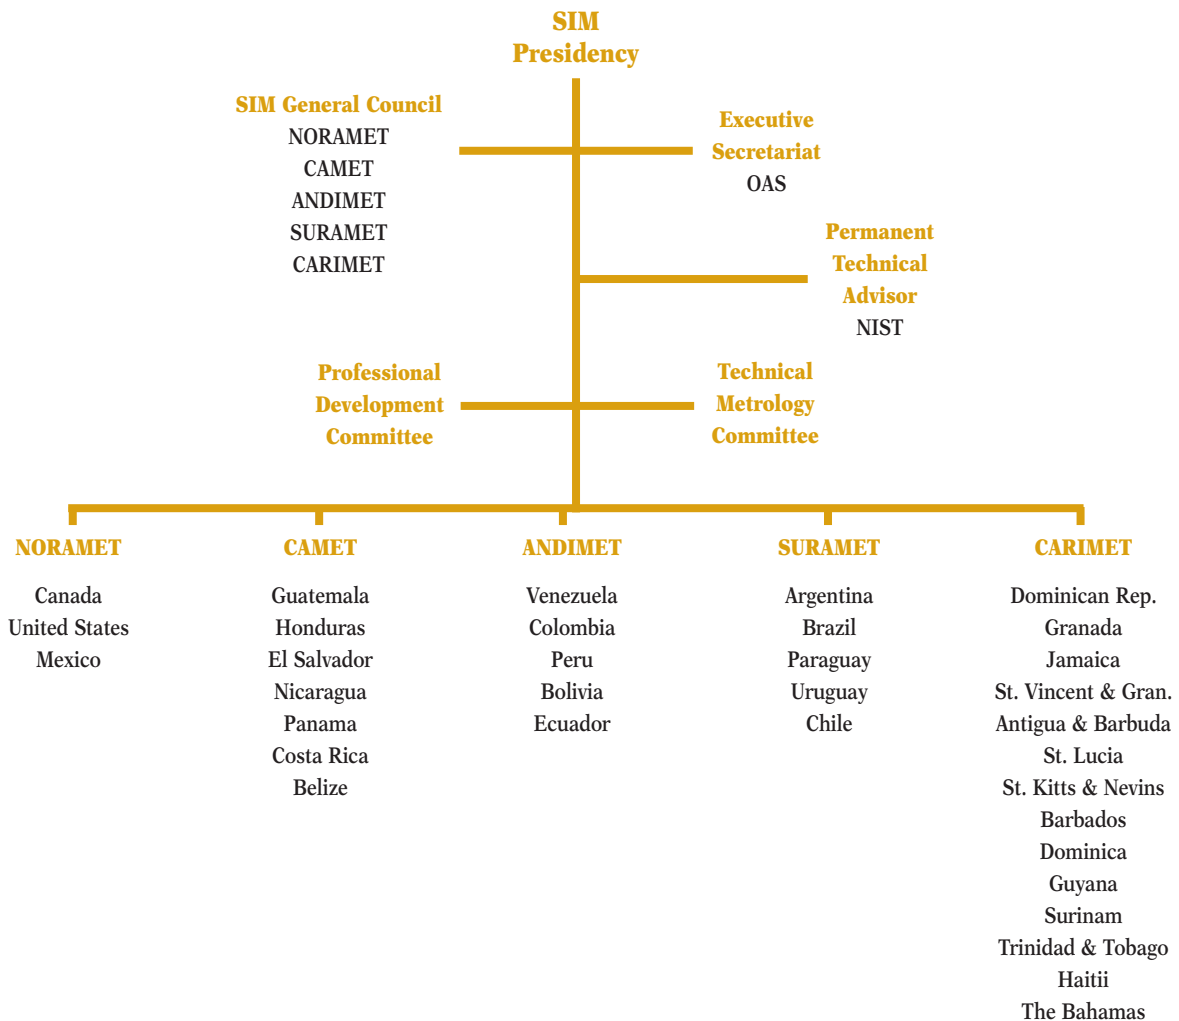 SIM
Presidency
SIM General Council
NORAMET
CAMET
ANDIMET
SURAMET
CARIMET
Executive
Secretariat
OAS
Permanent
Technical
Advisor
NIST
Professional
Development
Committee
Technical
Metrology
Committee
NORAMET
Canada
United States
Mexico
CAMET
Guatemala
Honduras
El Salvador
Nicaragua
Panama
Costa Rica
Belize
ANDIMET
Venezuela
Colombia
Peru
Bolivia
Ecuador
SURAMET
Argentina
Brazil
Paraguay
Uruguay
Chile
CARIMET
Dominican Rep.
Granada
Jamaica
St. Vincent & Gran.
Antigua & Barbuda
St. Lucia
St. Kitts & Nevins
Barbados
Dominica
Guyana
Surinam
Trinidad & Tobago
Haitii
The Bahamas